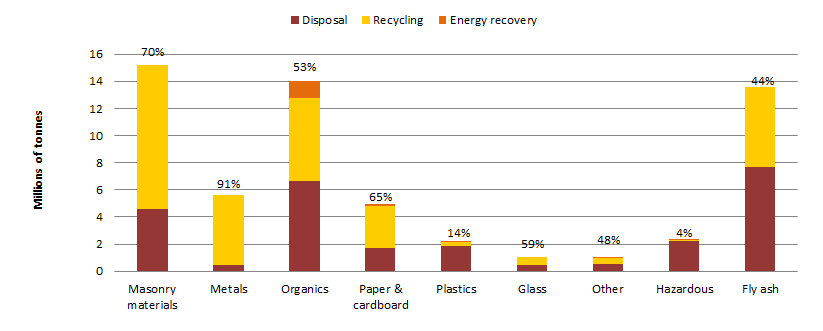 Disposal Recycling Energy recovery
Millions of tonnes
16
14
12
10
8
6
4
2
0
70%
91%
53%
65%
14%
59%
48%
4%
44%
Masonry materials
Metals
Organics
Paper & cardboard
Plastics
Glass
Other
Hazardous
Fly ash